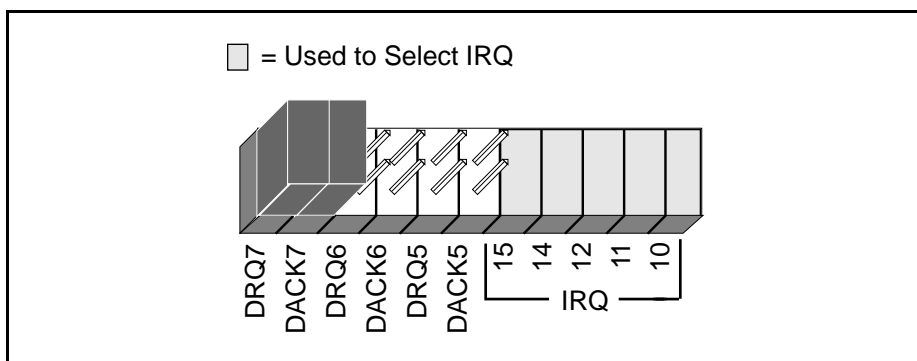 = Used to Select IRQ
DRQ7
DACK7
DRQ6
DACK6
DRQ5
DACK5
15
14
12
11
10
IRQ